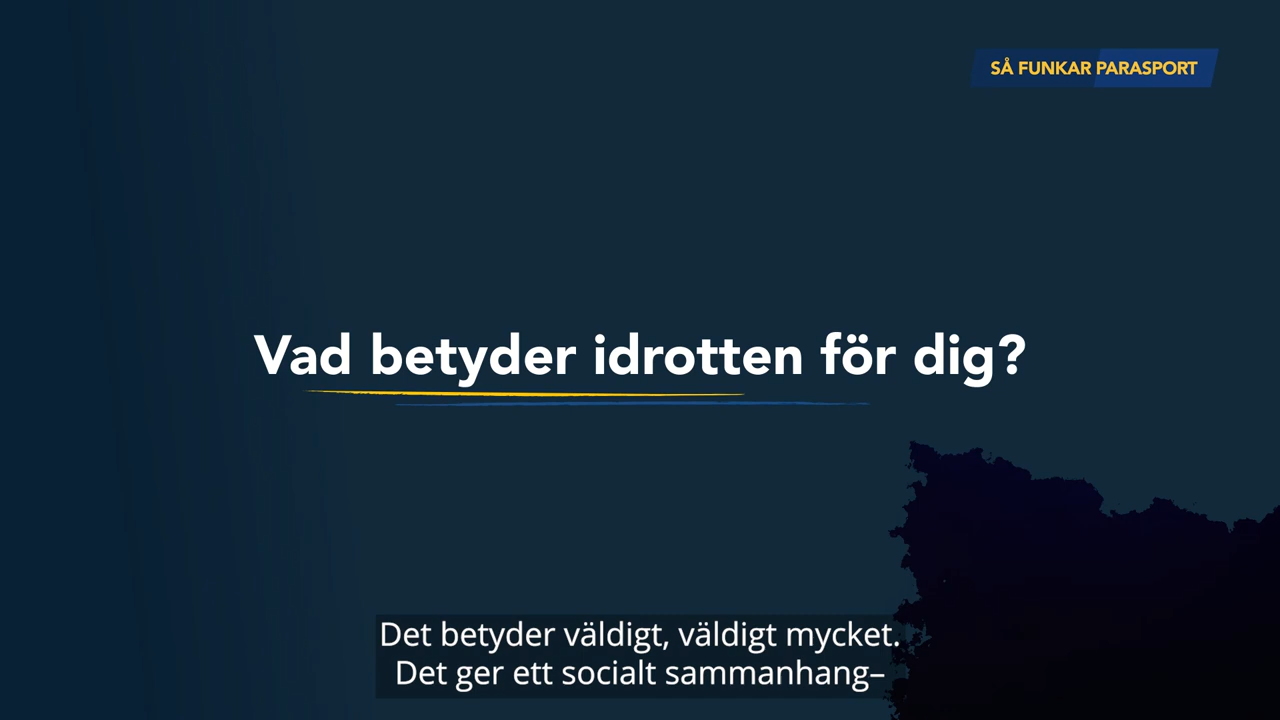 SÅ FUNKAR PARASPORT
Vad betyder idrotten för dig?
Det betyder väldigt, väldigt mycket.
Det ger ett socialt sammanhang–